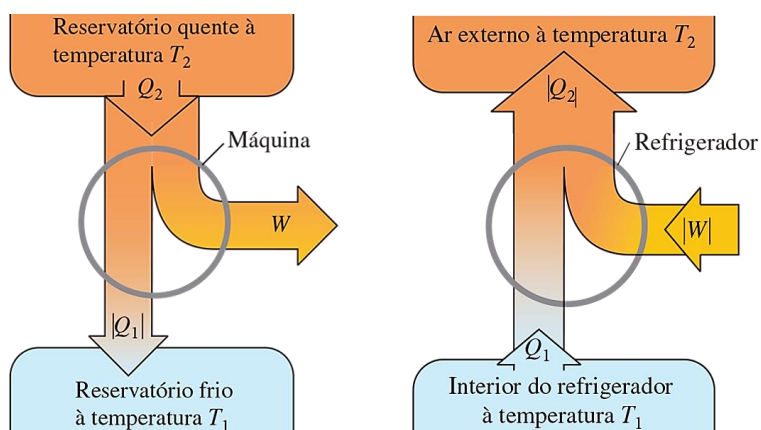 Reservatório quente à
temperatura T₂
Q₂
Máquina
W
|Q₁|
Reservatório frio
à temperatura T₁
Ar externo à temperatura T₂
|Q₂|
Refrigerador
|W|
Q₁
Interior do refrigerador
à temperatura T₁